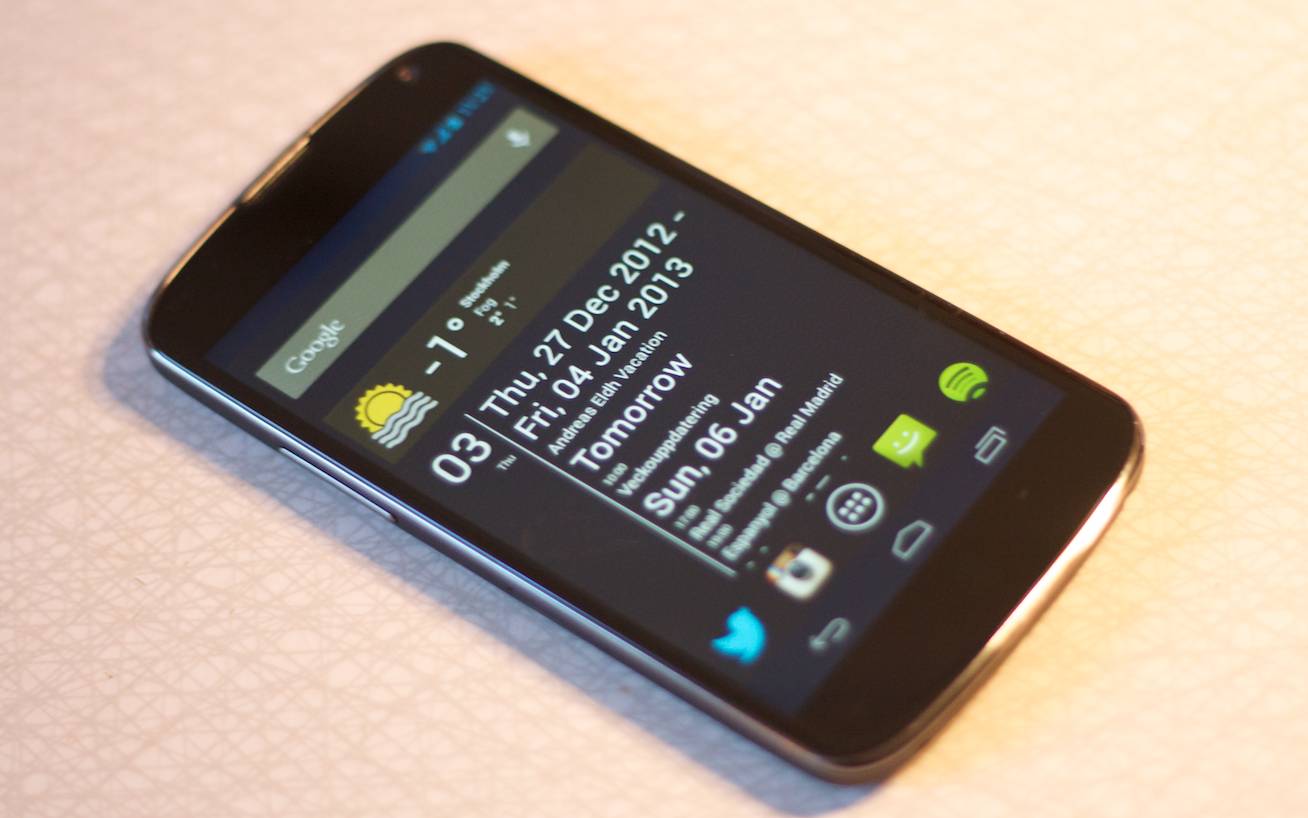 Google
-1°
Stockholm
Fog
2° 1°
03
Thu
Thu, 27 Dec 2012 -
Fri, 04 Jan 2013
Andreas Eldh Vacation
Tomorrow
10:00
Veckouppdatering
Sun, 06 Jan
Real Sociedad @ Real Madrid
Espanyol @ Barcelona